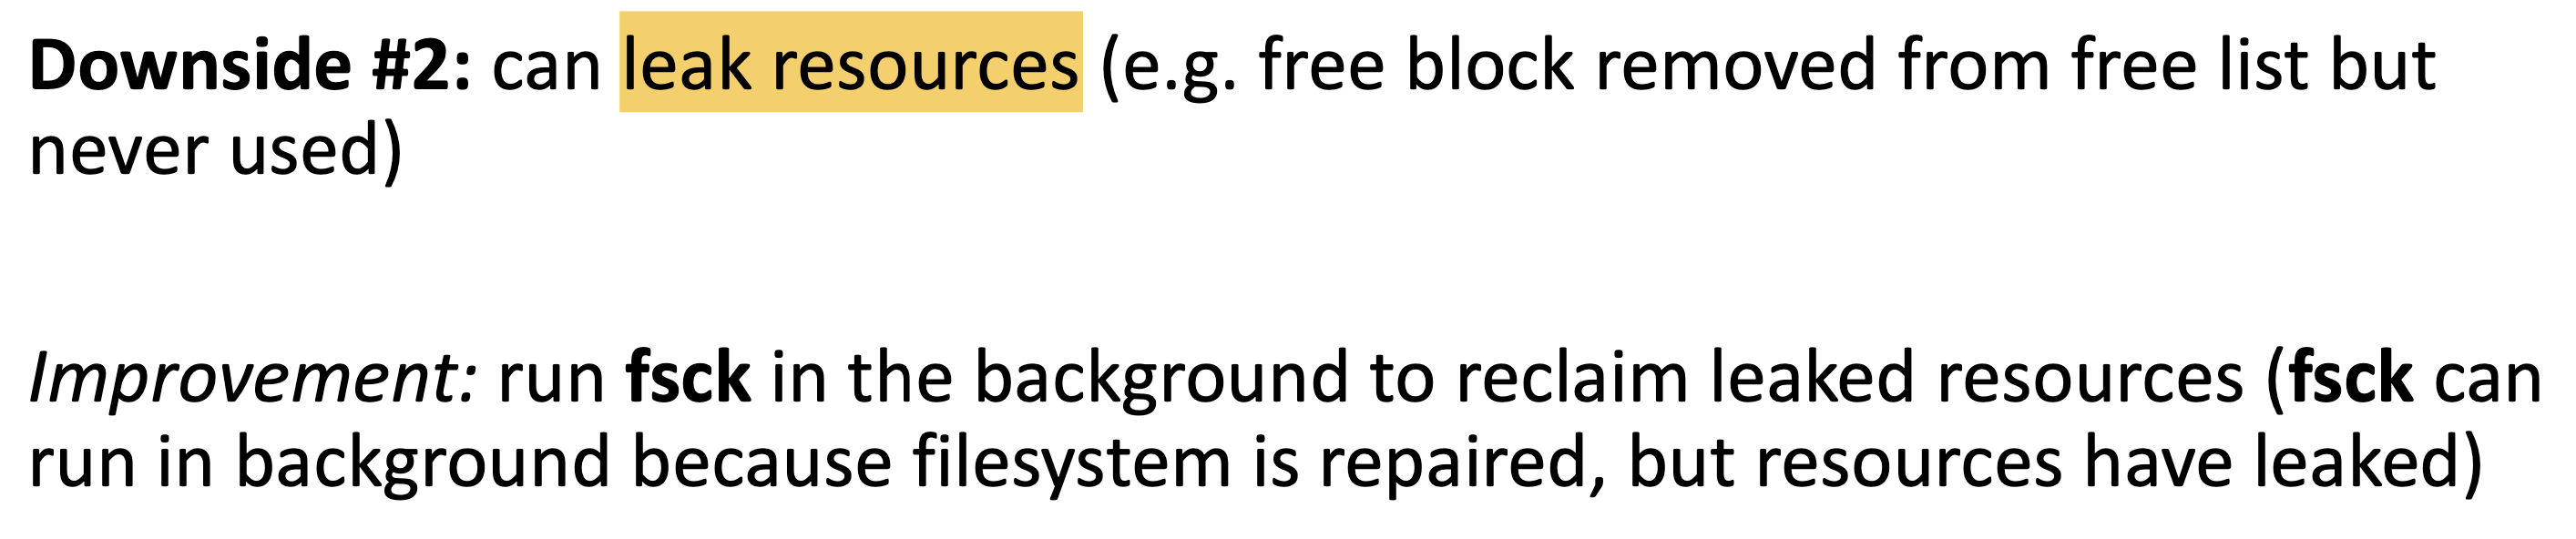 Downside #2: can leak resources (e.g. free block removed from free list but
never used)
Improvement: run fsck in the background to reclaim leaked resources (fsck can
run in background because filesystem is repaired, but resources have leaked)